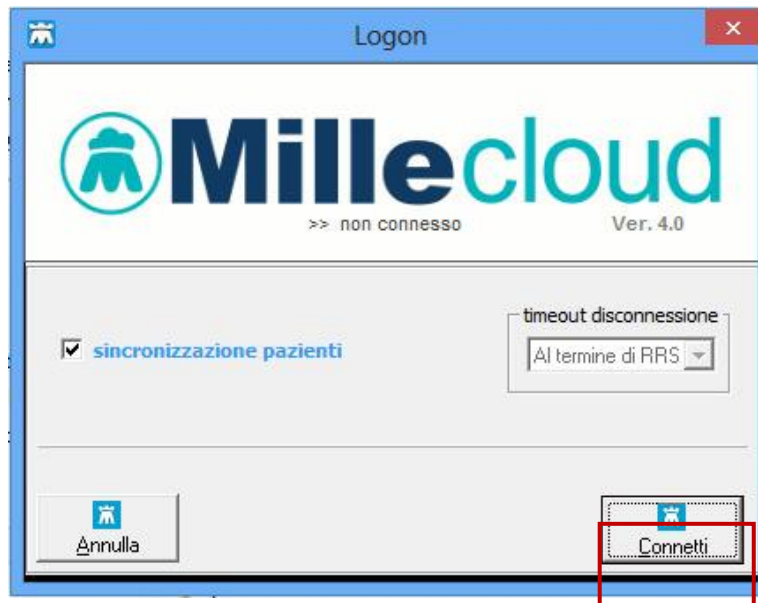 Logon
Millecloud
>> non connesso
Ver. 4.0
timeout disconnessione
sincronizzazione pazienti
Al termine di RRS
Annulla
Connetti